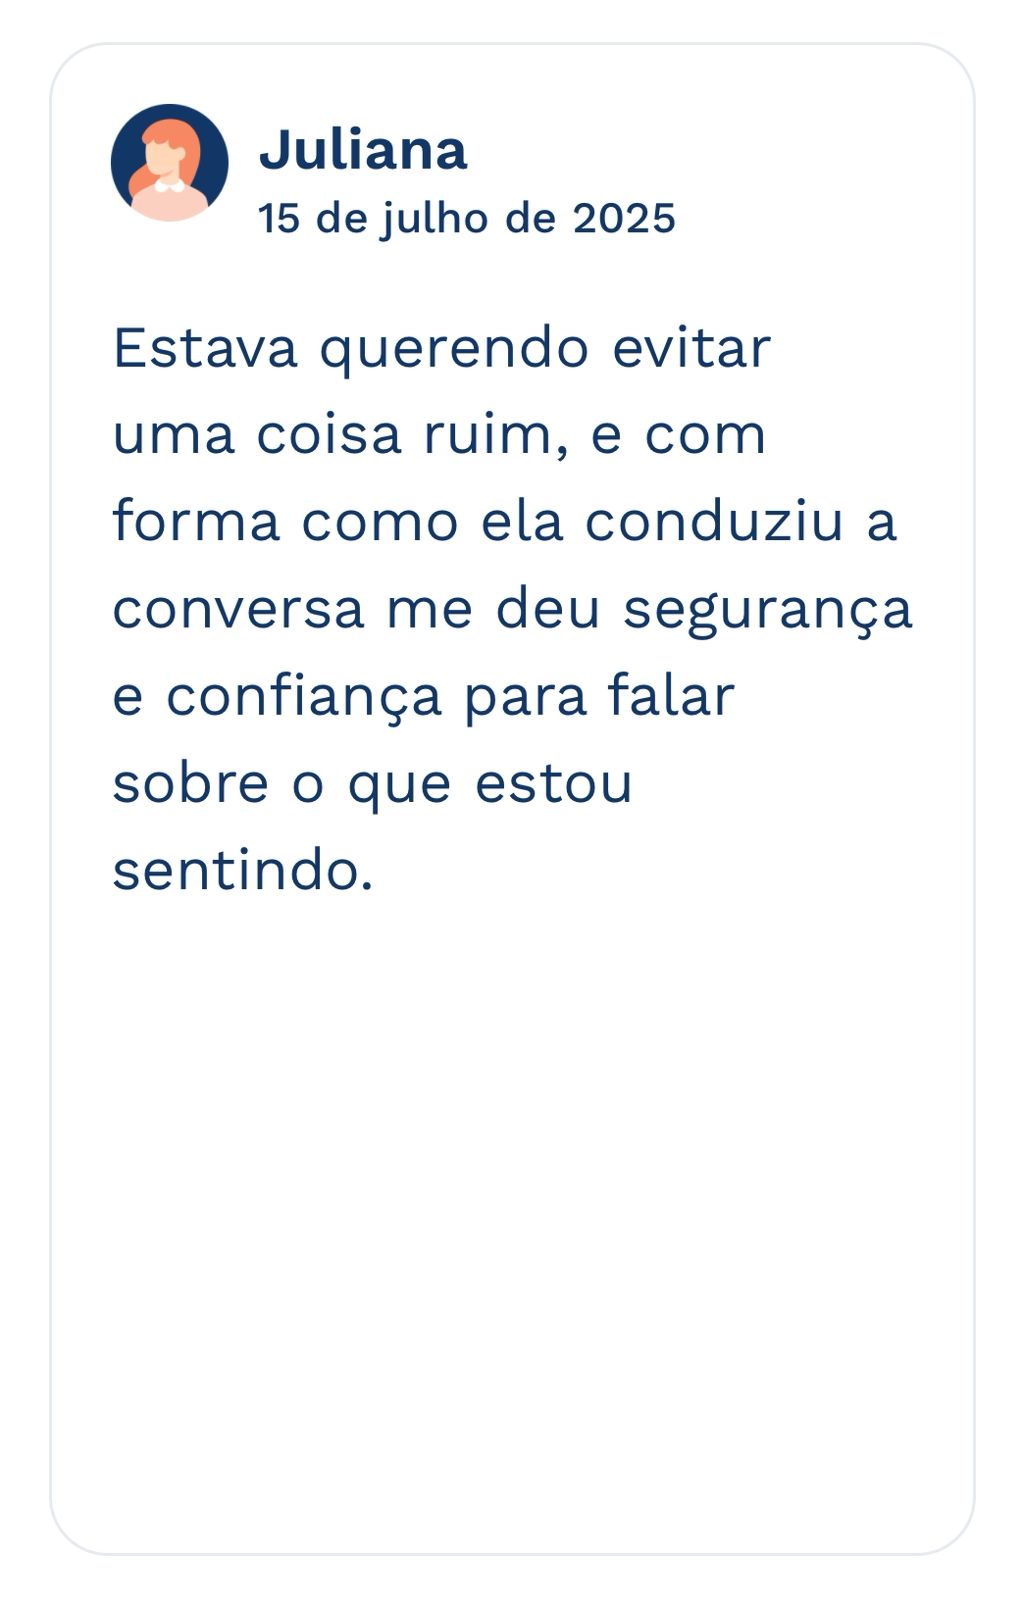 Juliana
15 de julho de 2025
Estava querendo evitar
uma coisa ruim, e com
forma como ela conduziu a
conversa me deu segurança
e confiança para falar
sobre o que estou
sentindo.